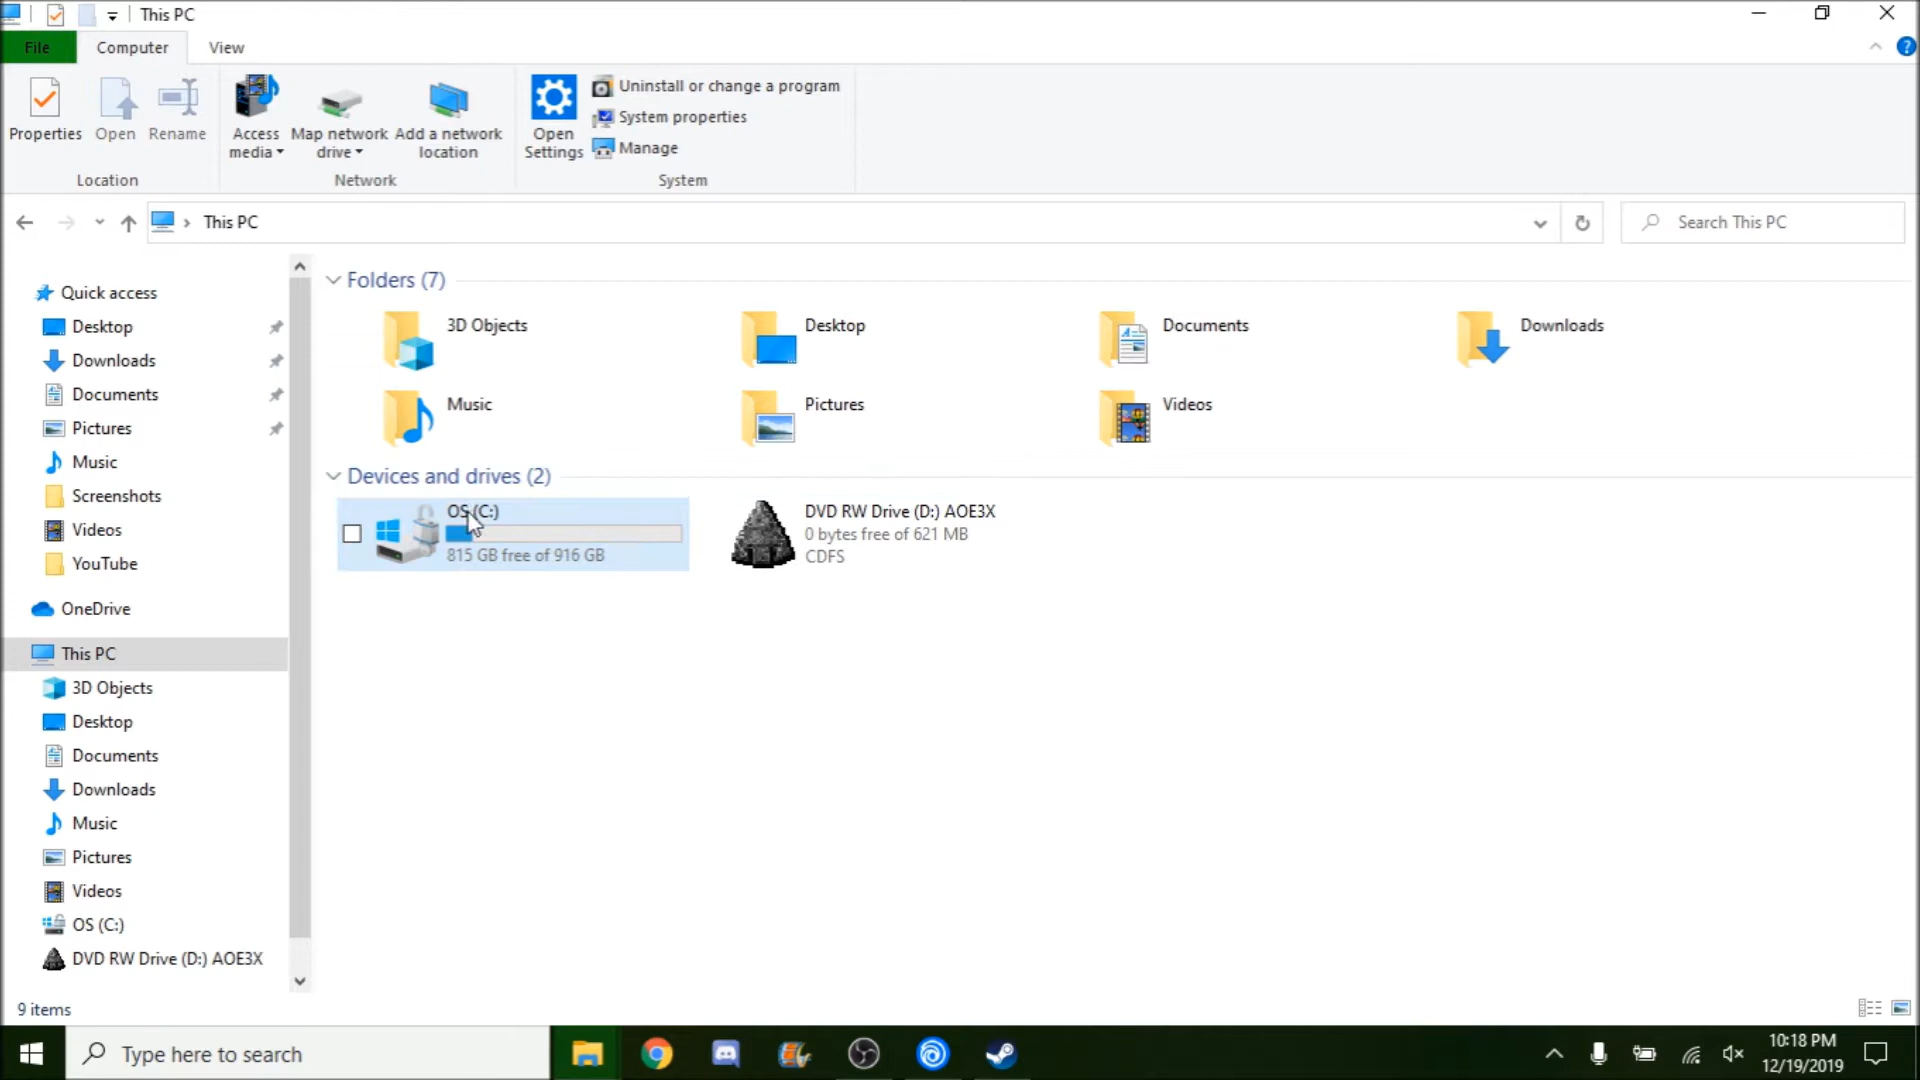 This PC
File
Computer
View
Properties
Open
Rename
Access
media
Map network
drive
Add a network
location
Open
Settings
Uninstall or change a program
System properties
Manage
Location
Network
System
This PC
Search This PC
Quick access
Desktop
Downloads
Documents
Pictures
Music
Screenshots
Videos
YouTube
OneDrive
This PC
3D Objects
Desktop
Documents
Downloads
Music
Pictures
Videos
OS (C:)
DVD RW Drive (D:) AOE3X
Folders (7)
3D Objects
Desktop
Documents
Downloads
Music
Pictures
Videos
Devices and drives (2)
OS (C:)
815 GB free of 916 GB
DVD RW Drive (D:) AOE3X
0 bytes free of 621 MB
CDFS
9 items
Type here to search
10:18 PM
12/19/2019